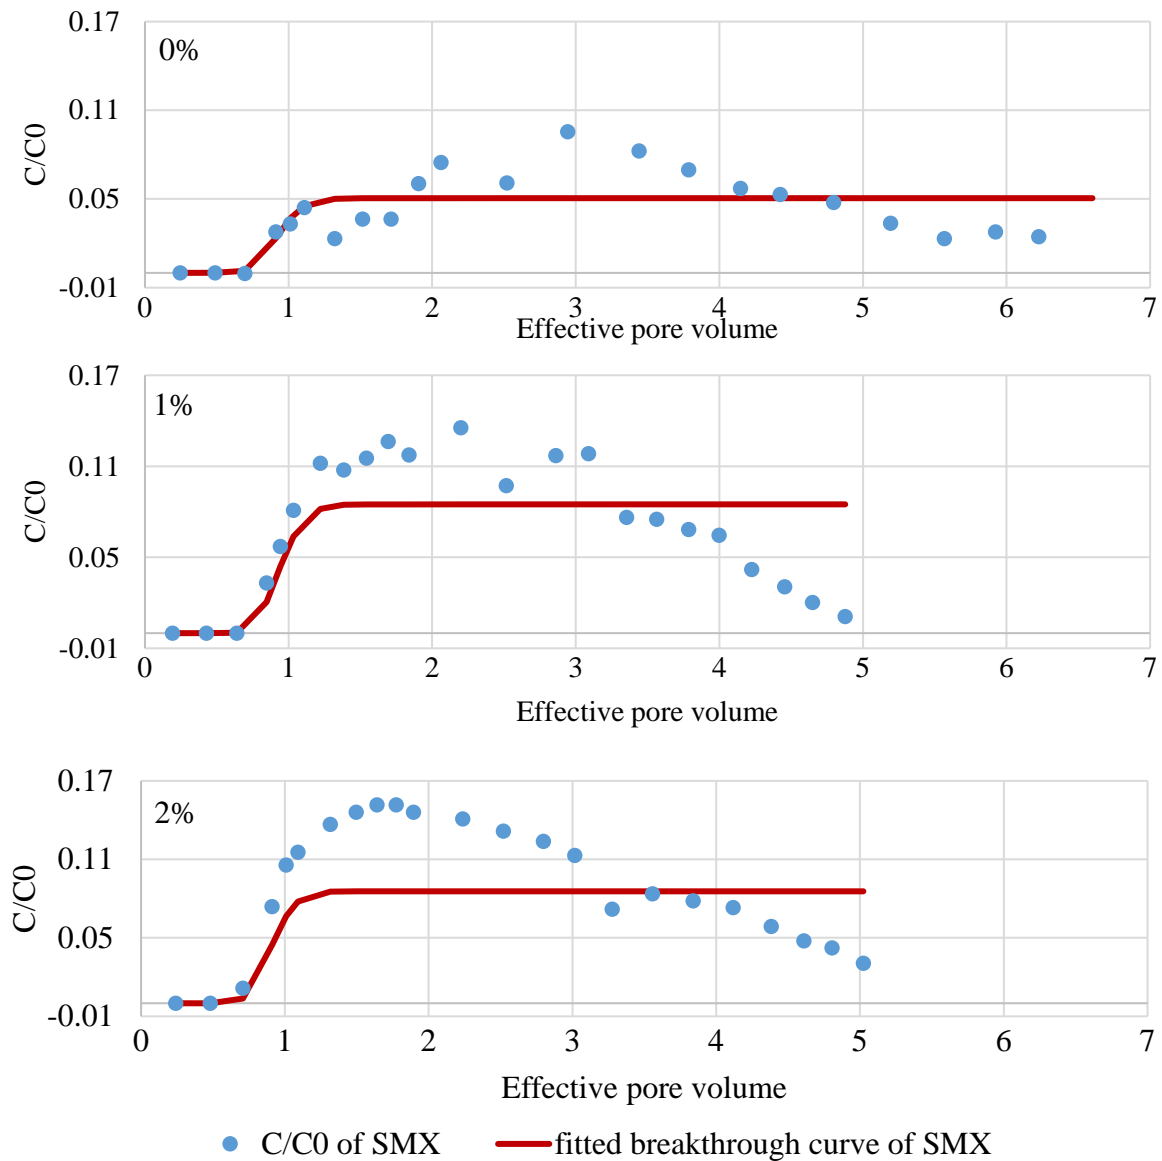 0%
0.17
0.11
0.05
-0.01
C/C0
0 1 2 3 4 5 6 7
Effective pore volume
1%
0.17
0.11
0.05
-0.01
C/C0
0 1 2 3 4 5 6 7
Effective pore volume
2%
0.17
0.11
0.05
-0.01
C/C0
0 1 2 3 4 5 6 7
Effective pore volume
C/C0 of SMX fitted breakthrough curve of SMX